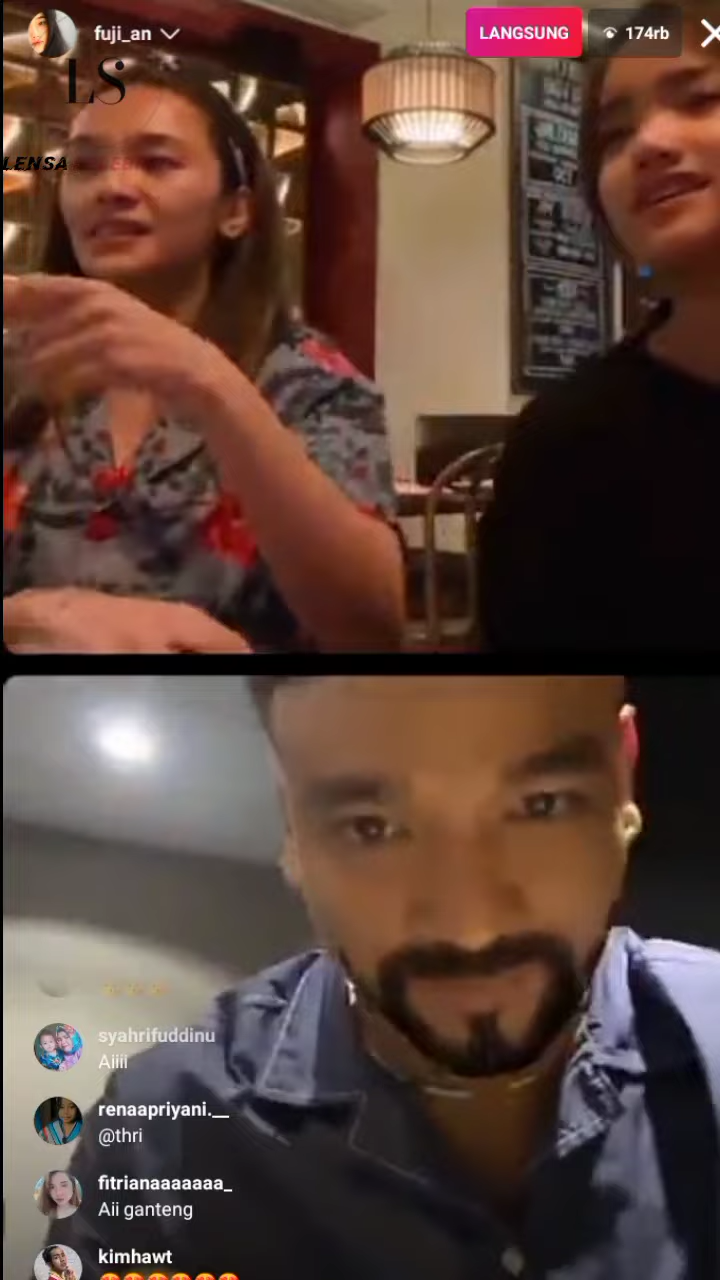 fuji_an
LANGSUNG
174rb
LS
LENSA
syahrifuddinu
Aiiii
renaapriyani.__
@thri
fitrianaaaaaaa_
Aii ganteng
kimhawt